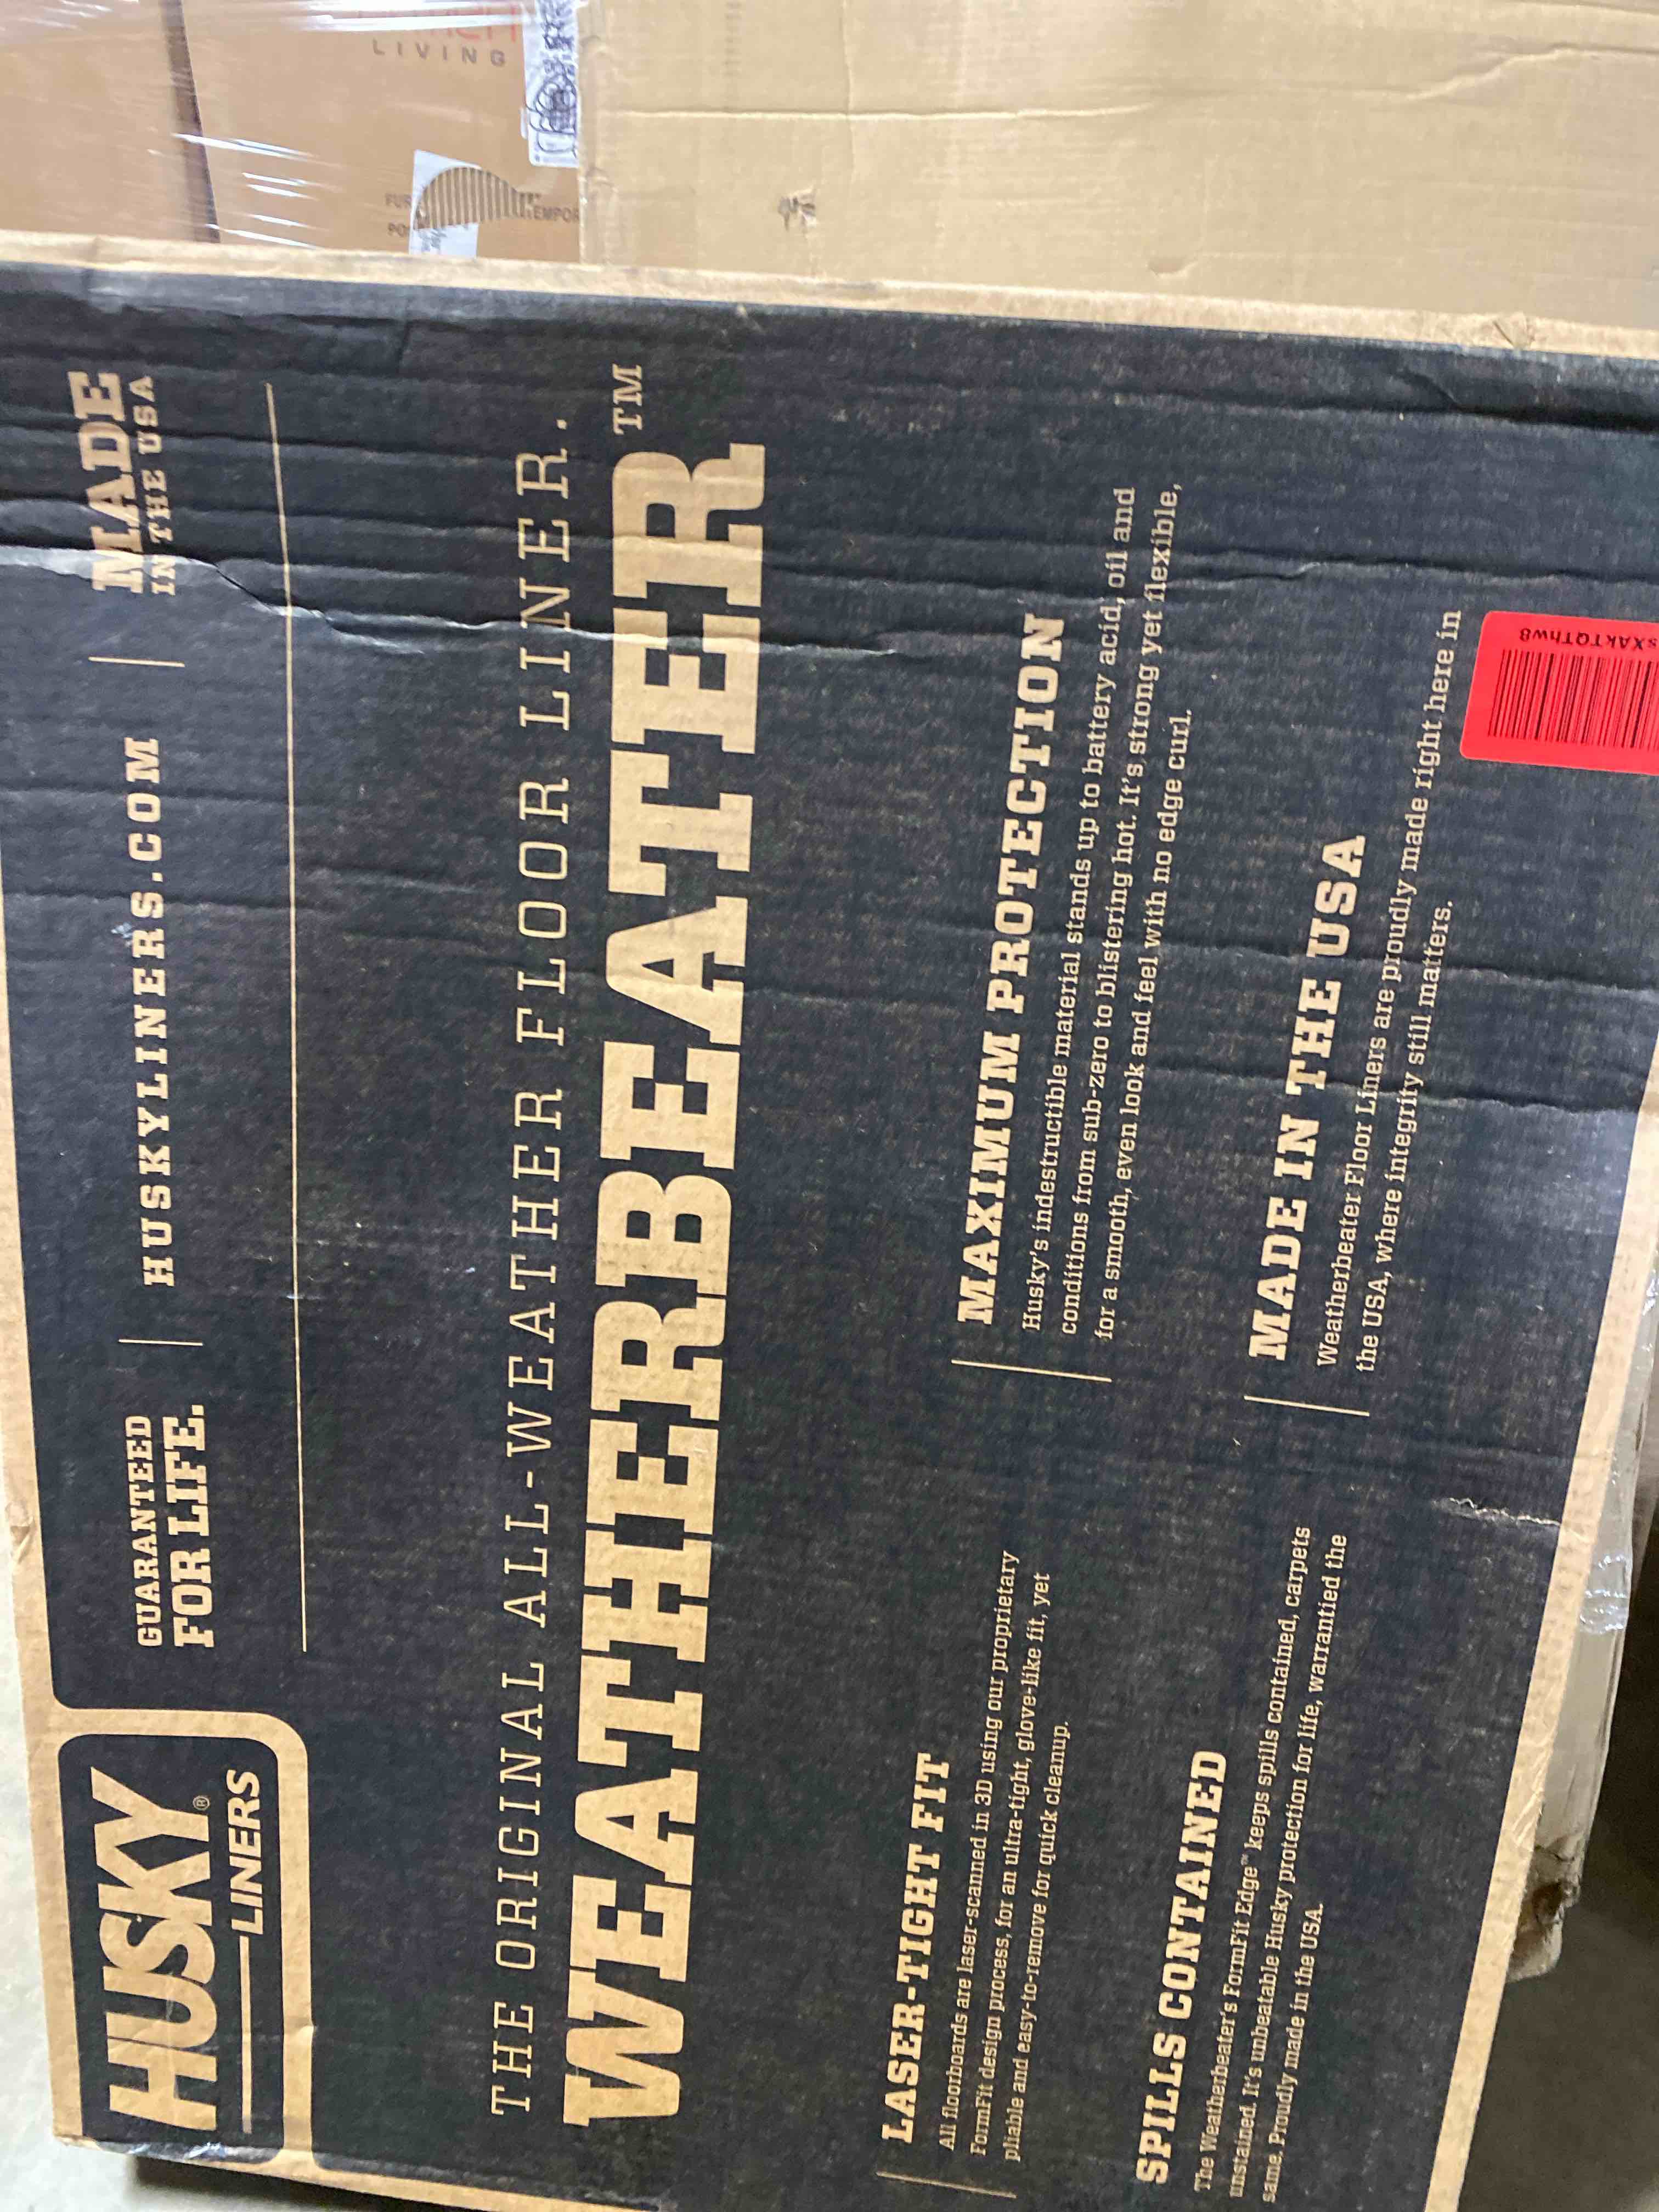 HUSKY®
LINERS
GUARANTEED
FOR LIFE.
HUSKYLINERS.COM
MADE
IN THE USA
THE ORIGINAL ALL-WEATHER FLOOR LINER.
WEATHERBEATER™
LASER-TIGHT FIT
All floorboards are laser-scanned in 3D using our proprietary
FormFit design process, for an ultra-tight, glove-like fit, yet
pliable and easy-to-remove for quick cleanup.
MAXIMUM PROTECTION
Husky's indestructible material stands up to battery acid, oil and
conditions from sub-zero to blistering hot. It's strong yet flexible,
for a smooth, even look and feel with no edge curl.
SPILLS CONTAINED
The Weatherbeater's FormFit Edge™ keeps spills contained, carpets
unstained. It's unbeatable Husky protection for life, warrantied the
same. Proudly made in the USA.
MADE IN THE USA
Weatherbeater Floor Liners are proudly made right here in
the USA, where integrity still matters.
sXAkTQThw8
LIVING